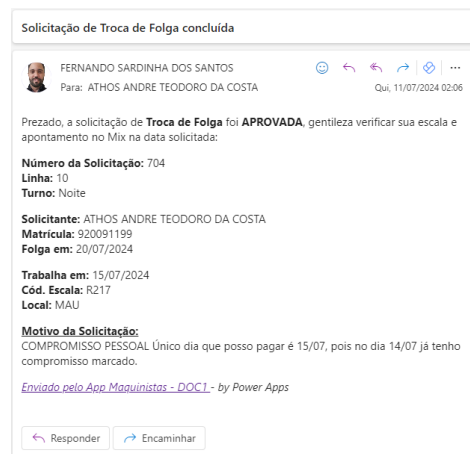 Solicitação de Troca de Folga concluída
FERNANDO SARDINHA DOS SANTOS
Para: ATHOS ANDRE TEODORO DA COSTA
Qui, 11/07/2024 02:06
Prezado, a solicitação de Troca de Folga foi APROVADA, gentileza verificar sua escala e
apontamento no Mix na data solicitada:
Número da Solicitação: 704
Linha: 10
Turno: Noite
Solicitante: ATHOS ANDRE TEODORO DA COSTA
Matrícula: 920091199
Folga em: 20/07/2024
Trabalha em: 15/07/2024
Cód. Escala: R217
Local: MAU
Motivo da Solicitação:
COMPROMISSO PESSOAL Único dia que posso pagar é 15/07, pois no dia 14/07 já tenho
compromisso marcado.
Enviado pelo App Maquinistas - DOC1 - by Power Apps
Responder
Encaminhar